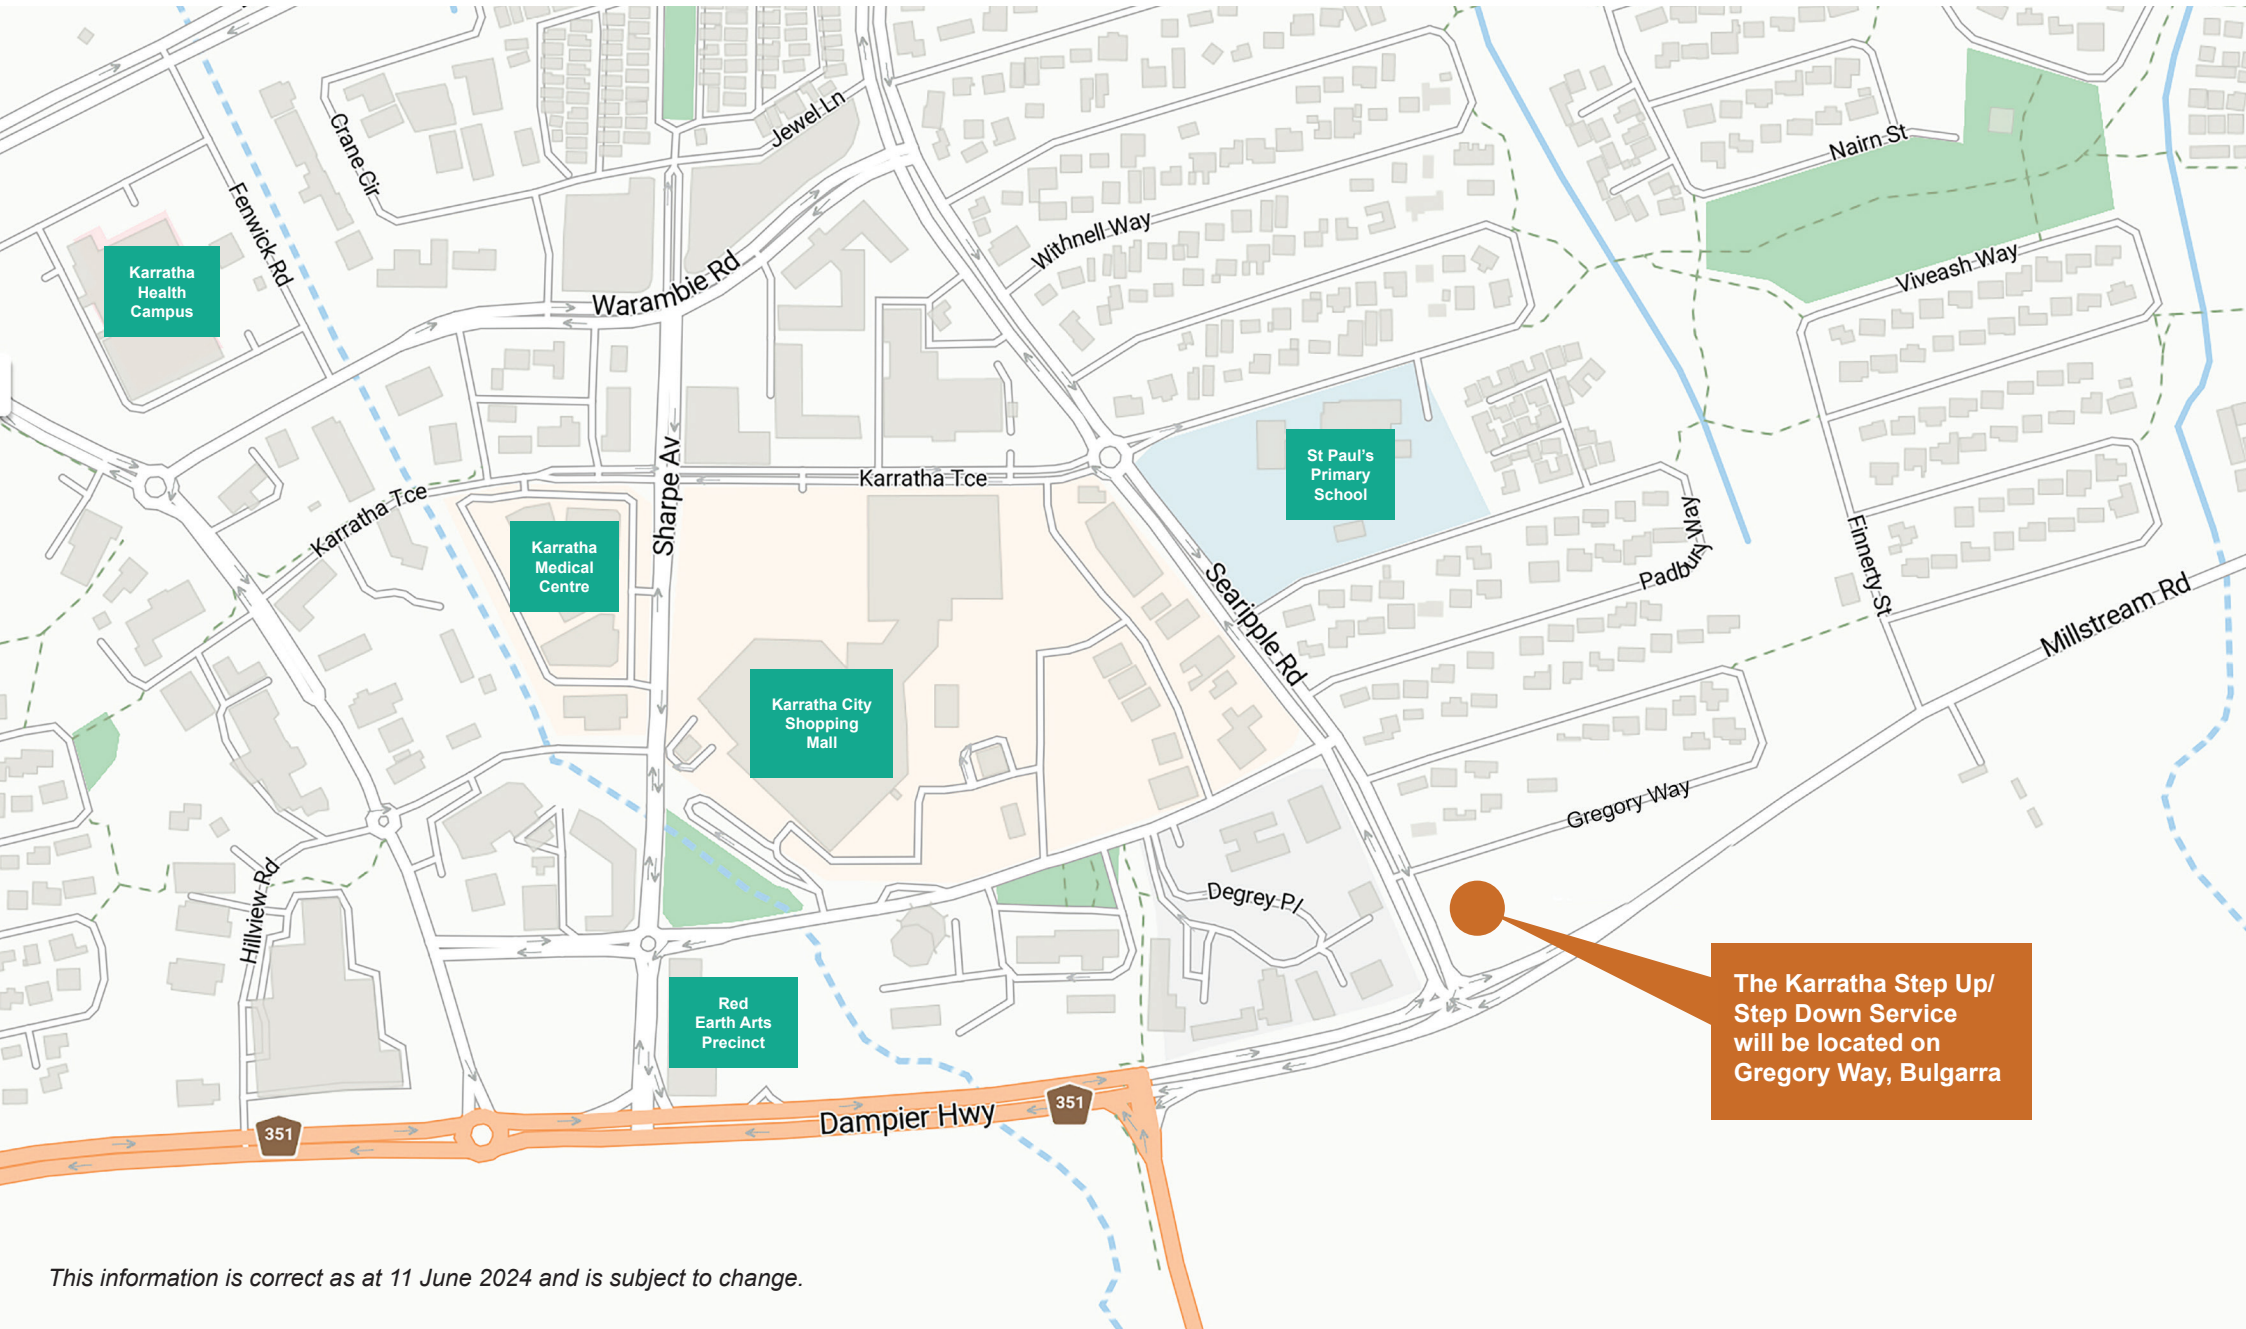 Crane Cir
Jewel Ln
Nairn St
Fenwick Rd
Withnell Way
Viveash Way
Karratha
Health
Campus
Warambie Rd
Sharpe Av
Karratha Tce
Karratha Tce
St Paul's
Primary
School
Karratha
Medical
Centre
Padbury Way
Finnerty St
Searipple Rd
Millstream Rd
Karratha City
Shopping
Mall
Gregory Way
Hillview Rd
Degrey Pl
Red
Earth Arts
Precinct
The Karratha Step Up/
Step Down Service
will be located on
Gregory Way, Bulgarra
351
Dampier Hwy
351
This information is correct as at 11 June 2024 and is subject to change.